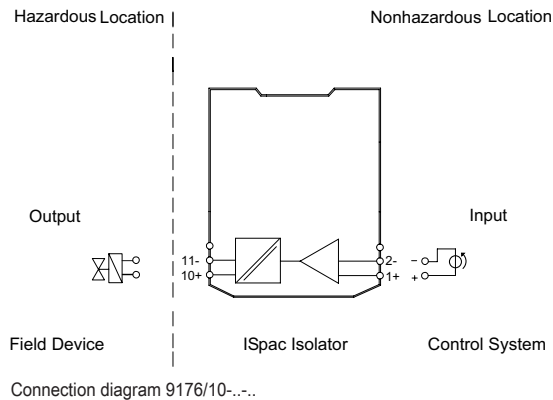 Hazardous Location
Nonhazardous Location
Output
Input
11-
2- -
10+
1+ +
Field Device
ISpac Isolator
Control System
Connection diagram 9176/10-..-..